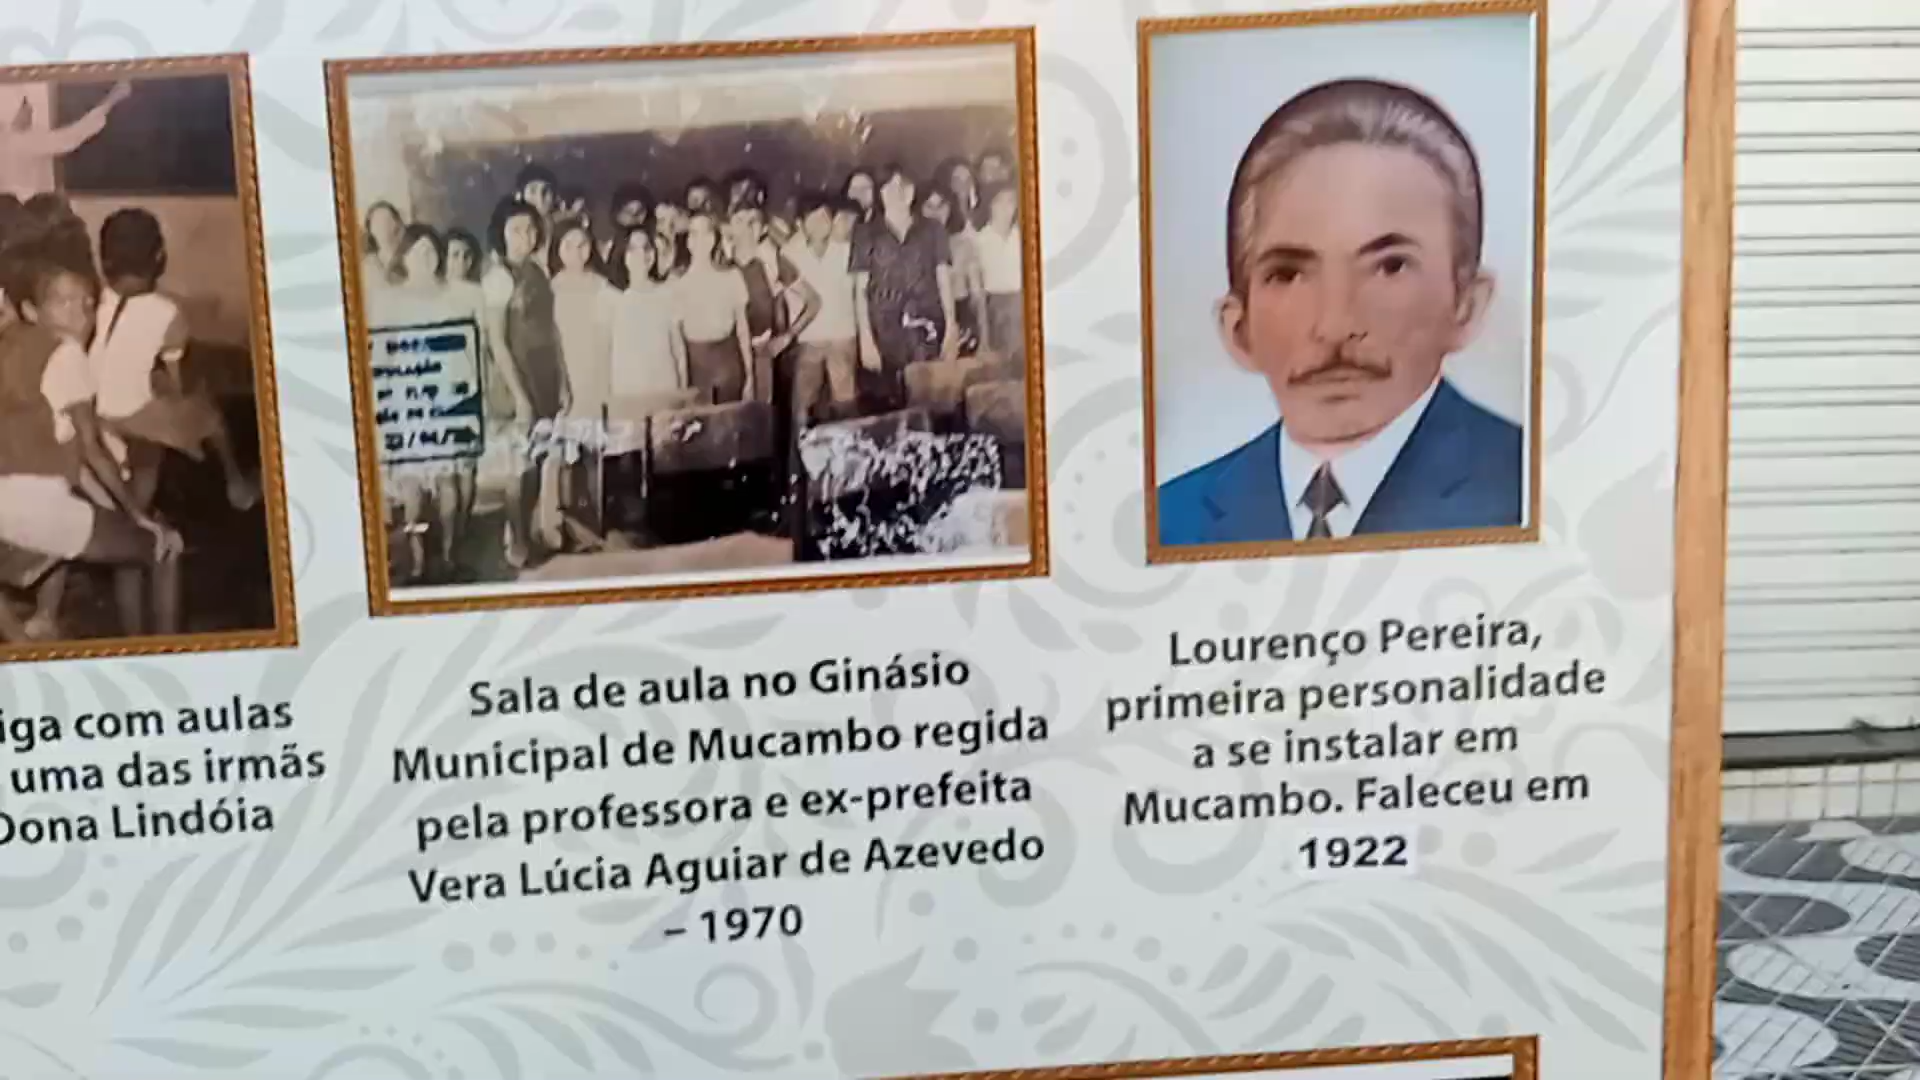 iga com aulas
uma das irmãs
Dona Lindóia
Sala de aula no Ginásio
Municipal de Mucambo regida
pela professora e ex-prefeita
Vera Lúcia Aguiar de Azevedo
– 1970
Lourenço Pereira,
primeira personalidade
a se instalar em
Mucambo. Faleceu em
1922